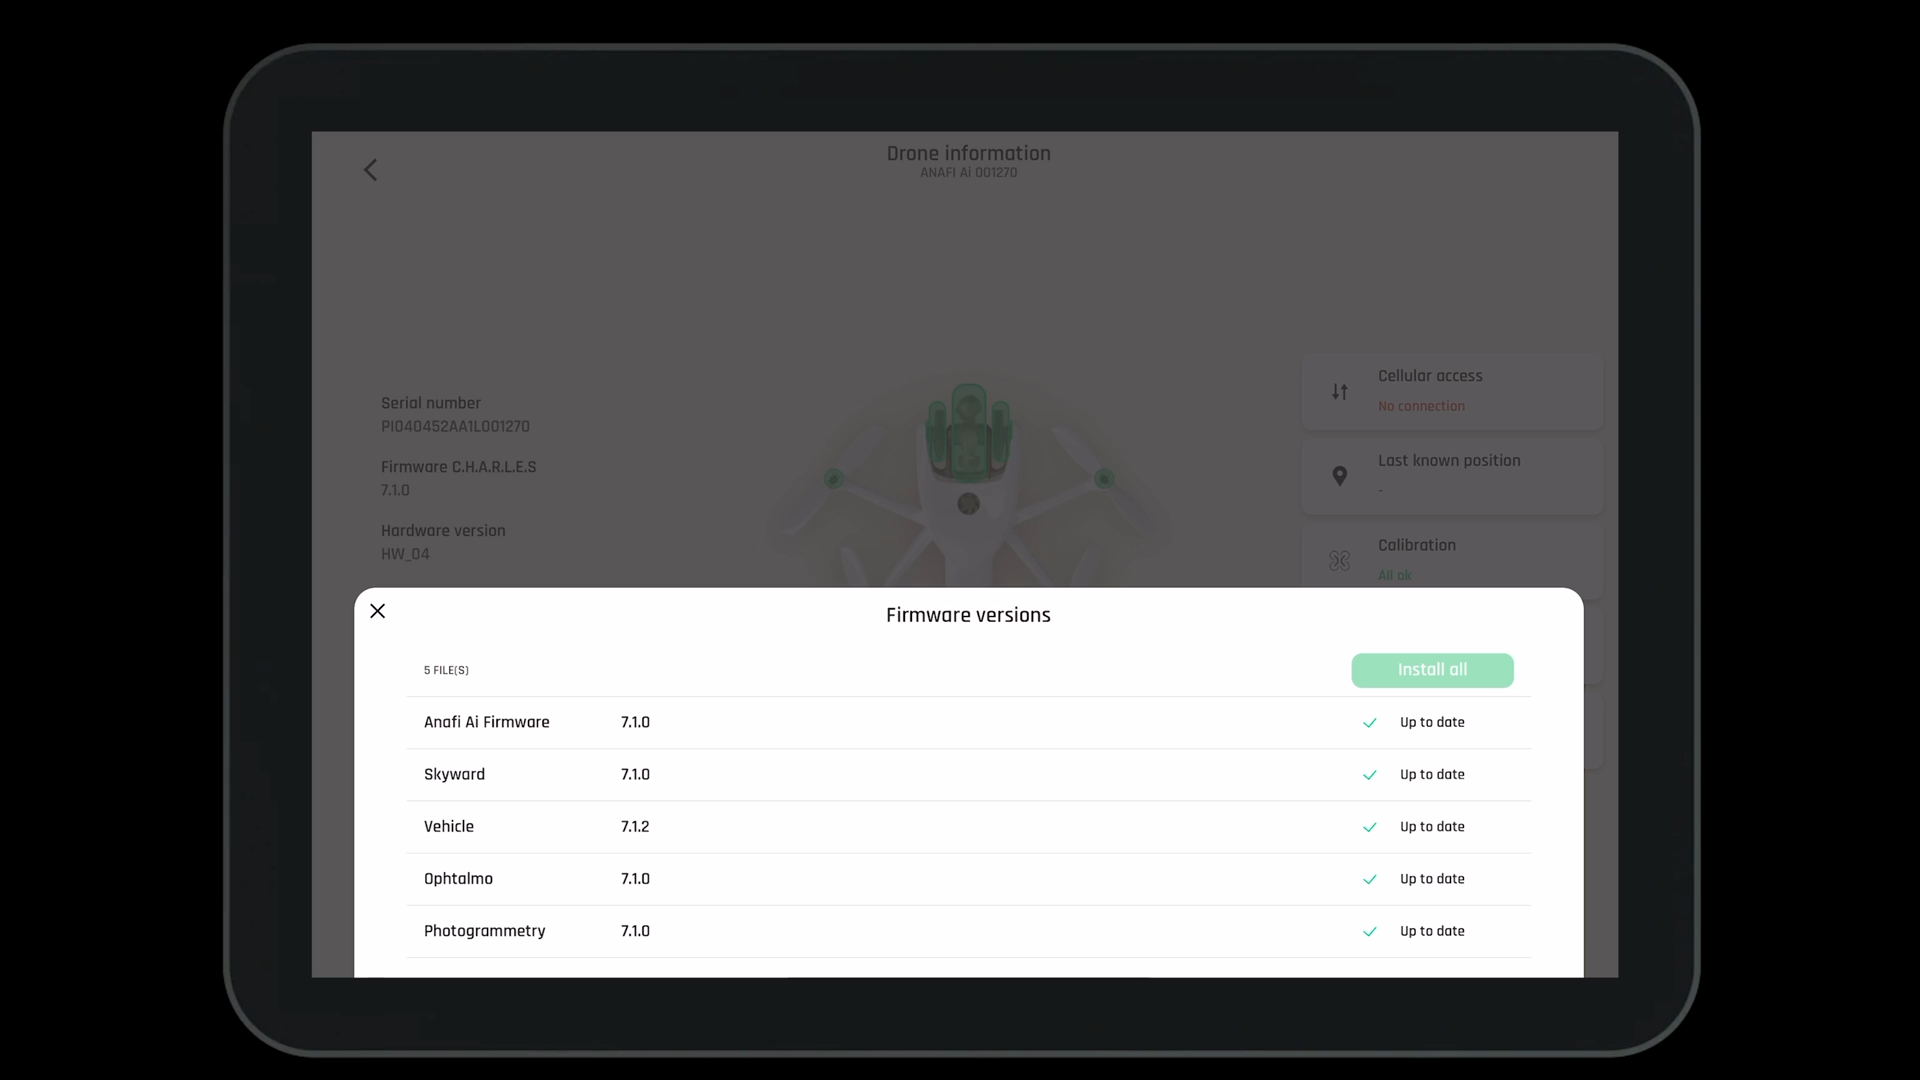 Drone information
ANAFI Ai 001270
Serial number
PI040452AA1L001270
Firmware C.H.A.R.L.E.S
7.1.0
Hardware version
HW_04
Cellular access
No connection
Last known position
-
Calibration
All ok
Firmware versions
5 FILE(S)
Install all
Anafi Ai Firmware 7.1.0 Up to date
Skyward 7.1.0 Up to date
Vehicle 7.1.2 Up to date
Ophtalmo 7.1.0 Up to date
Photogrammetry 7.1.0 Up to date